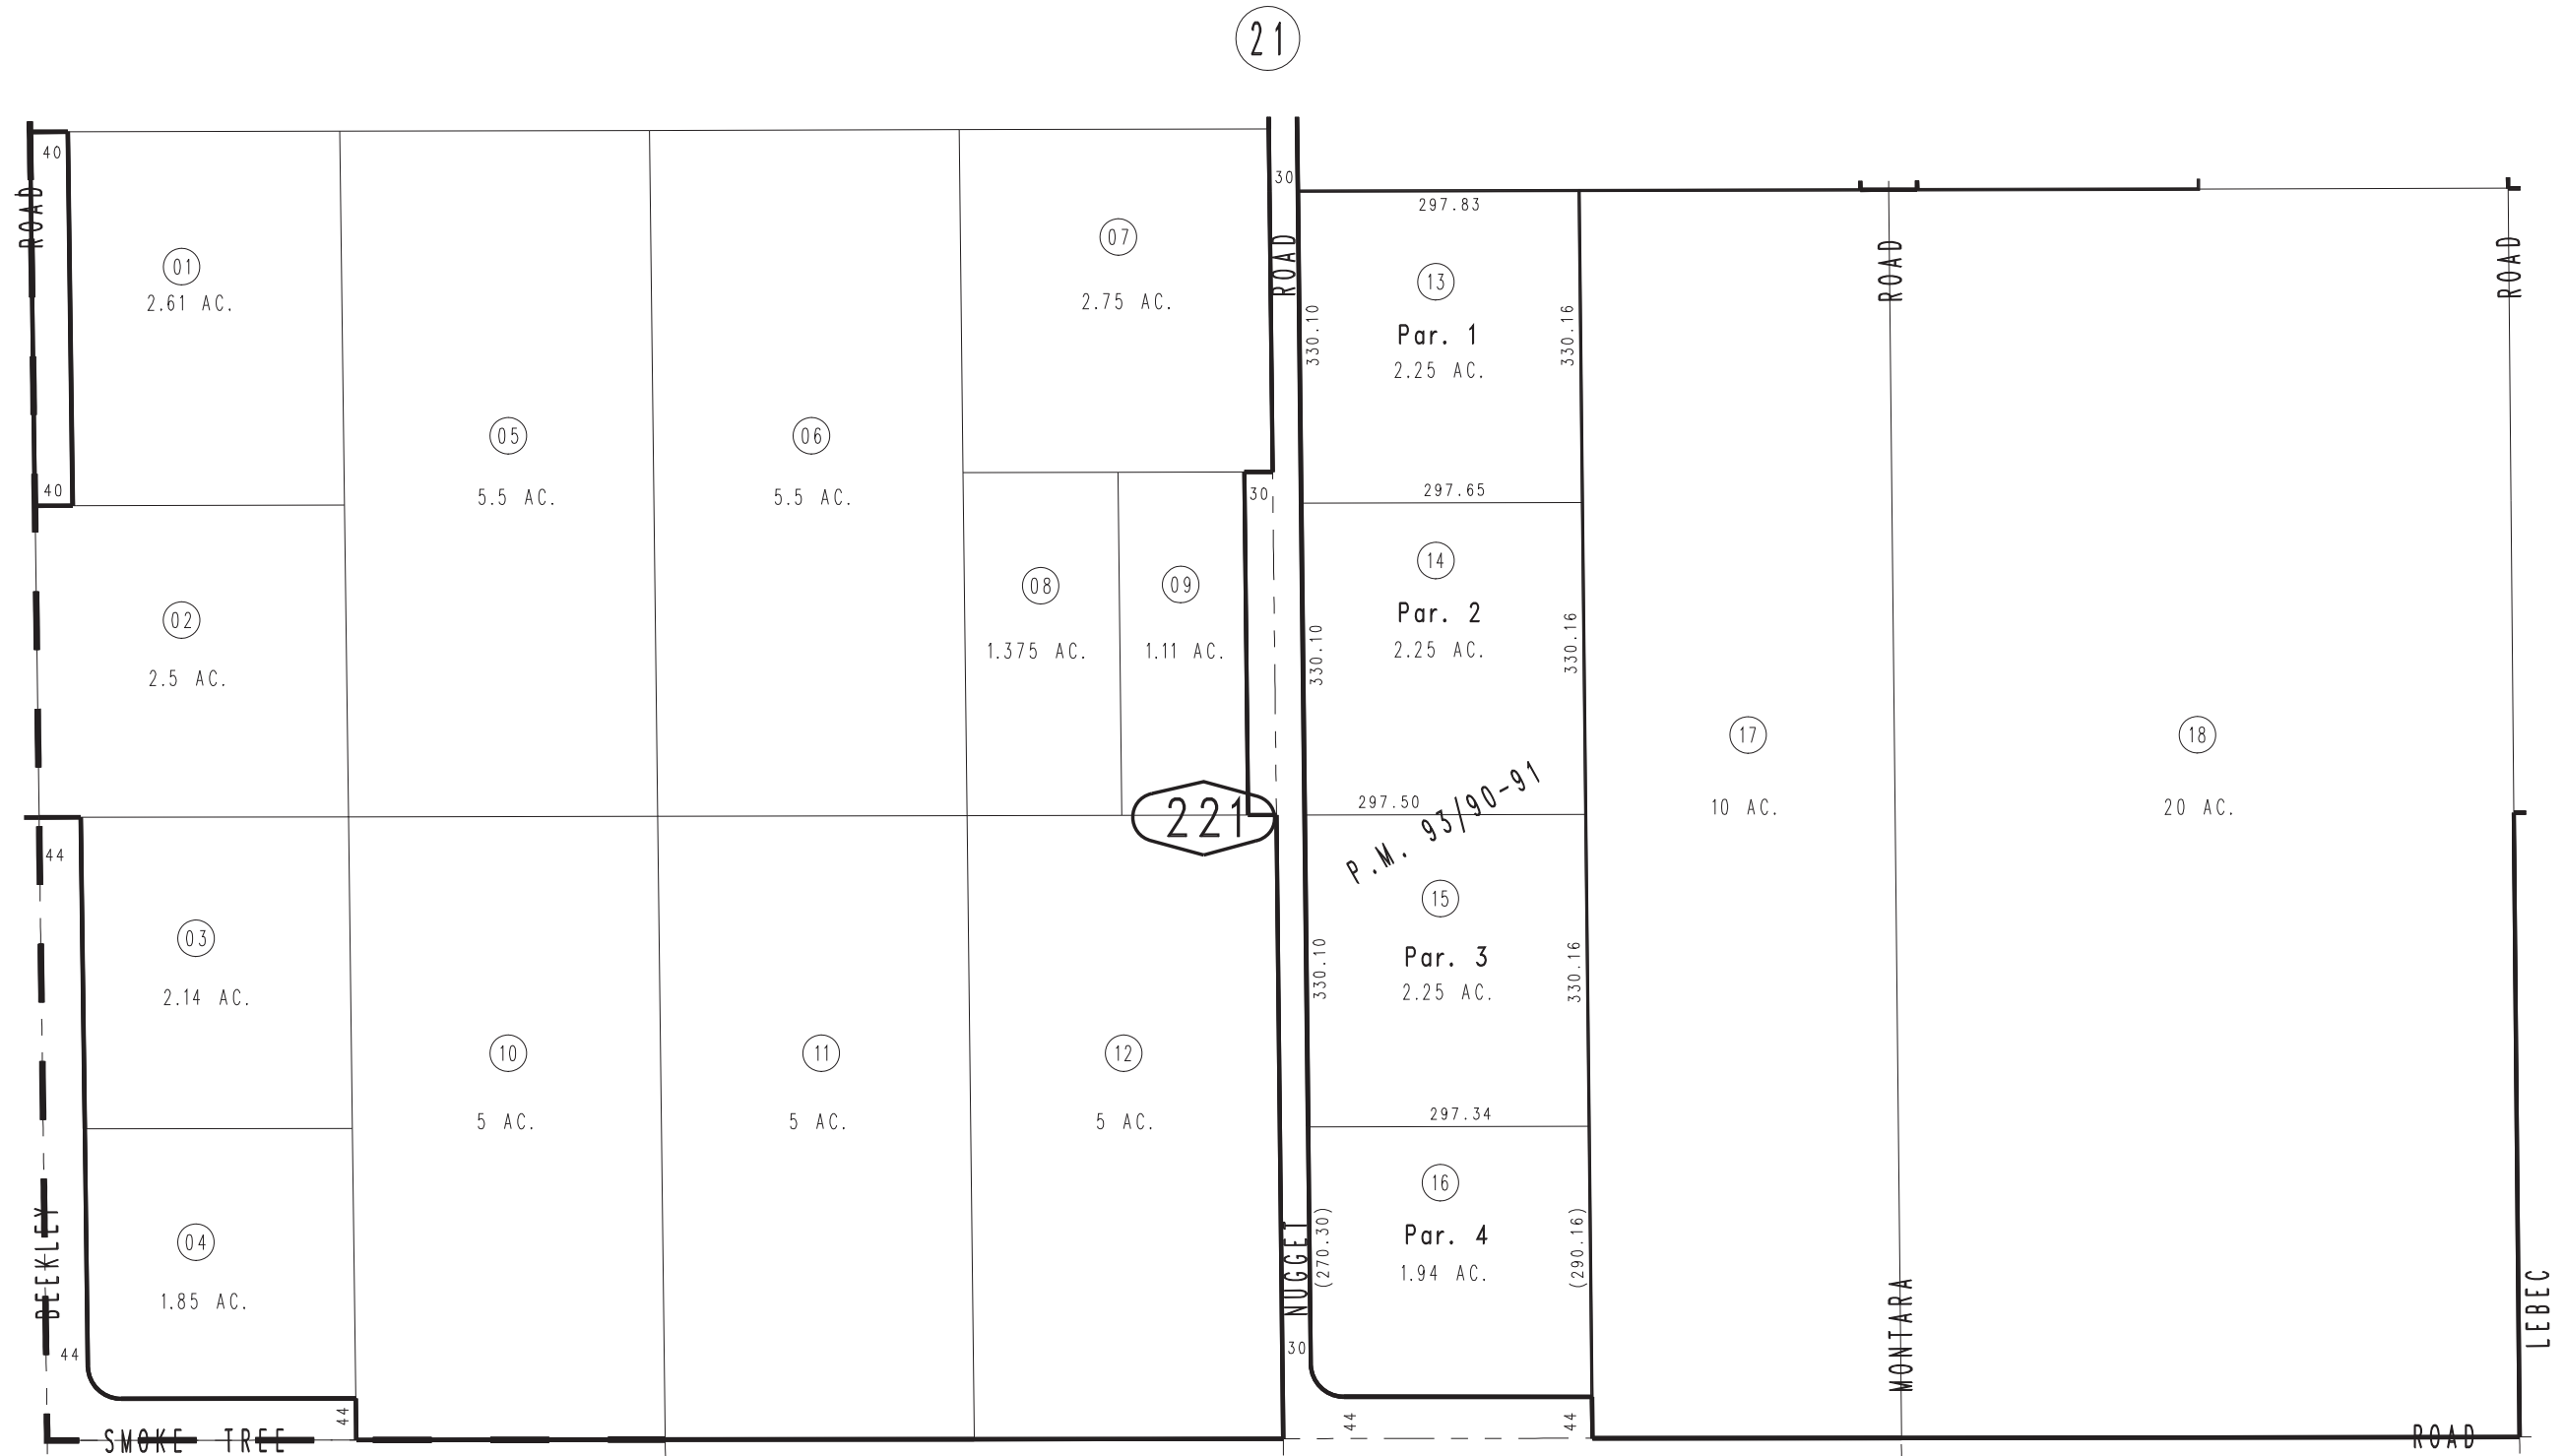 21
40
ROAD
40
01
2.61 AC.
05
5.5 AC.
06
5.5 AC.
07
2.75 AC.
30
ROAD
297.83
13
Par. 1
2.25 AC.
330.10
330.16
297.65
ROAD
ROAD
02
2.5 AC.
08
1.375 AC.
09
1.11 AC.
30
14
Par. 2
2.25 AC.
330.10
330.16
297.50
P.M. 93/90-91
17
10 AC.
18
20 AC.
221
44
03
2.14 AC.
10
5 AC.
11
5 AC.
12
5 AC.
15
Par. 3
2.25 AC.
330.10
330.16
297.34
04
1.85 AC.
BEEKLEY
44
44
NUGGET
30
16
Par. 4
1.94 AC.
(270.30)
(290.16)
44
44
MONTARA
LEBEC
SMOKE TREE
ROAD